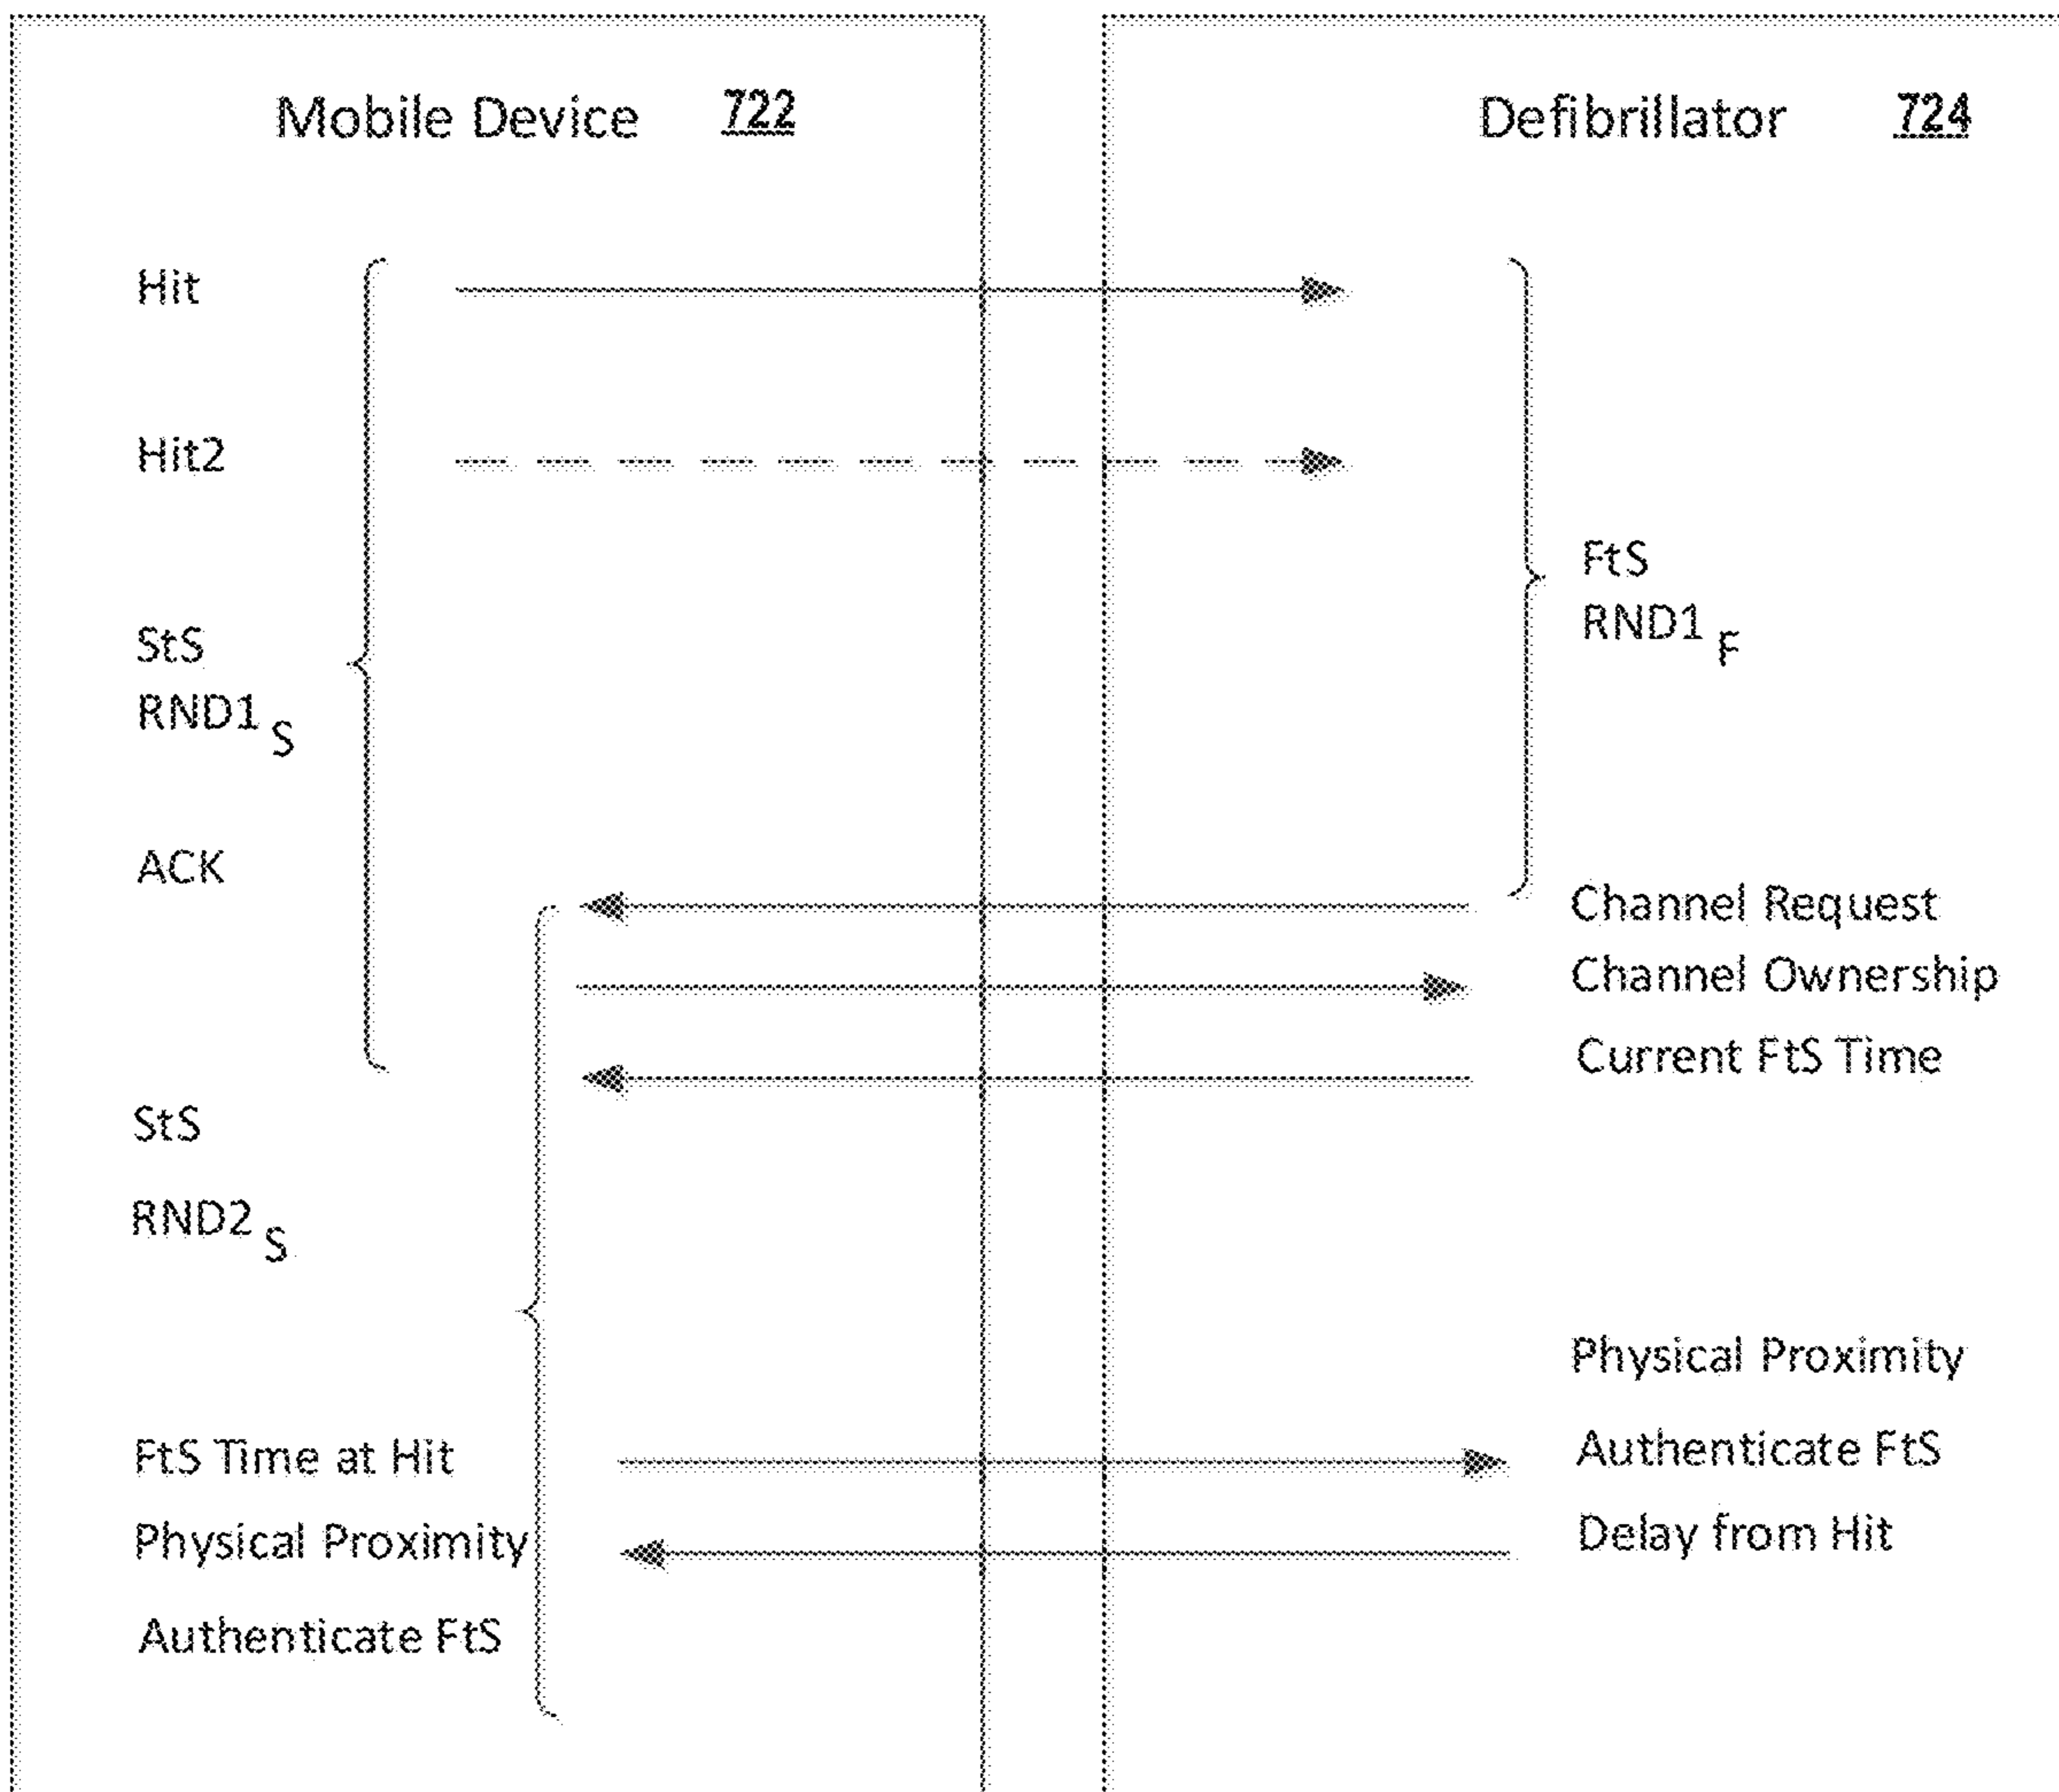 Mobile Device 722
Hit
Hit2
StS
RND1 S
ACK
StS
RND2 S
FtS Time at Hit
Physical Proximity
Authenticate FtS
Defibrillator 724
FtS
RND1 F
Channel Request
Channel Ownership
Current FtS Time
Physical Proximity
Authenticate FtS
Delay from Hit